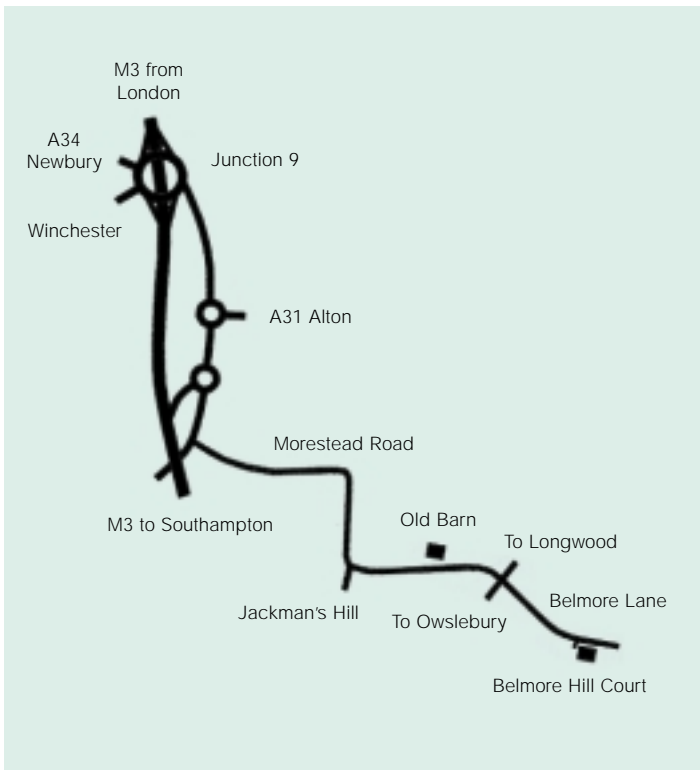 M3 from
London
A34
Newbury
Junction 9
Winchester
A31 Alton
Morestead Road
M3 to Southampton
Old Barn
To Longwood
Belmore Lane
Jackman's Hill
To Owslebury
Belmore Hill Court